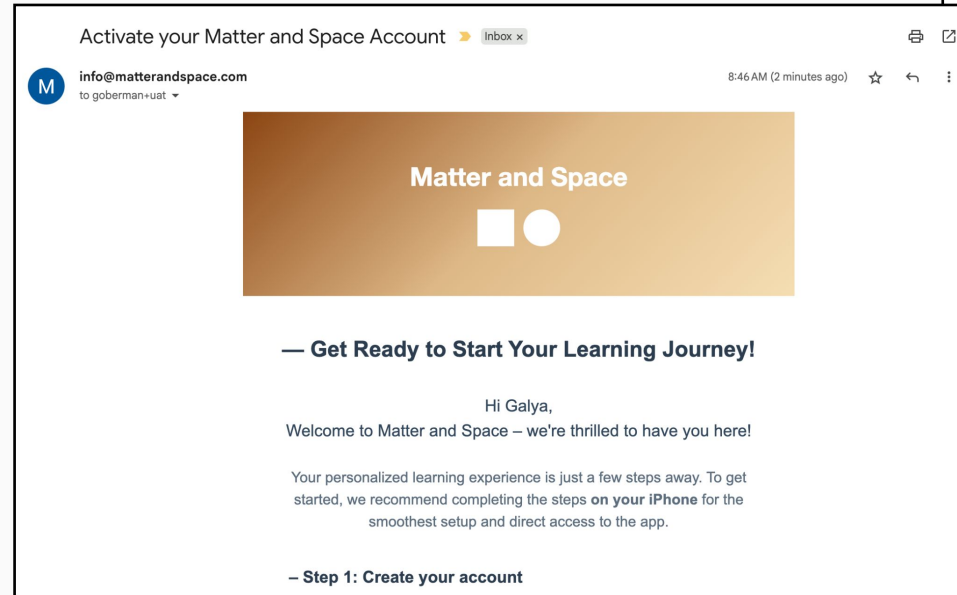 Activate your Matter and Space Account Inbox x
M
info@matterandspace.com 8:46 AM (2 minutes ago)
to goberman+uat
Matter and Space
— Get Ready to Start Your Learning Journey!
Hi Galya,
Welcome to Matter and Space – we're thrilled to have you here!
Your personalized learning experience is just a few steps away. To get
started, we recommend completing the steps on your iPhone for the
smoothest setup and direct access to the app.
– Step 1: Create your account